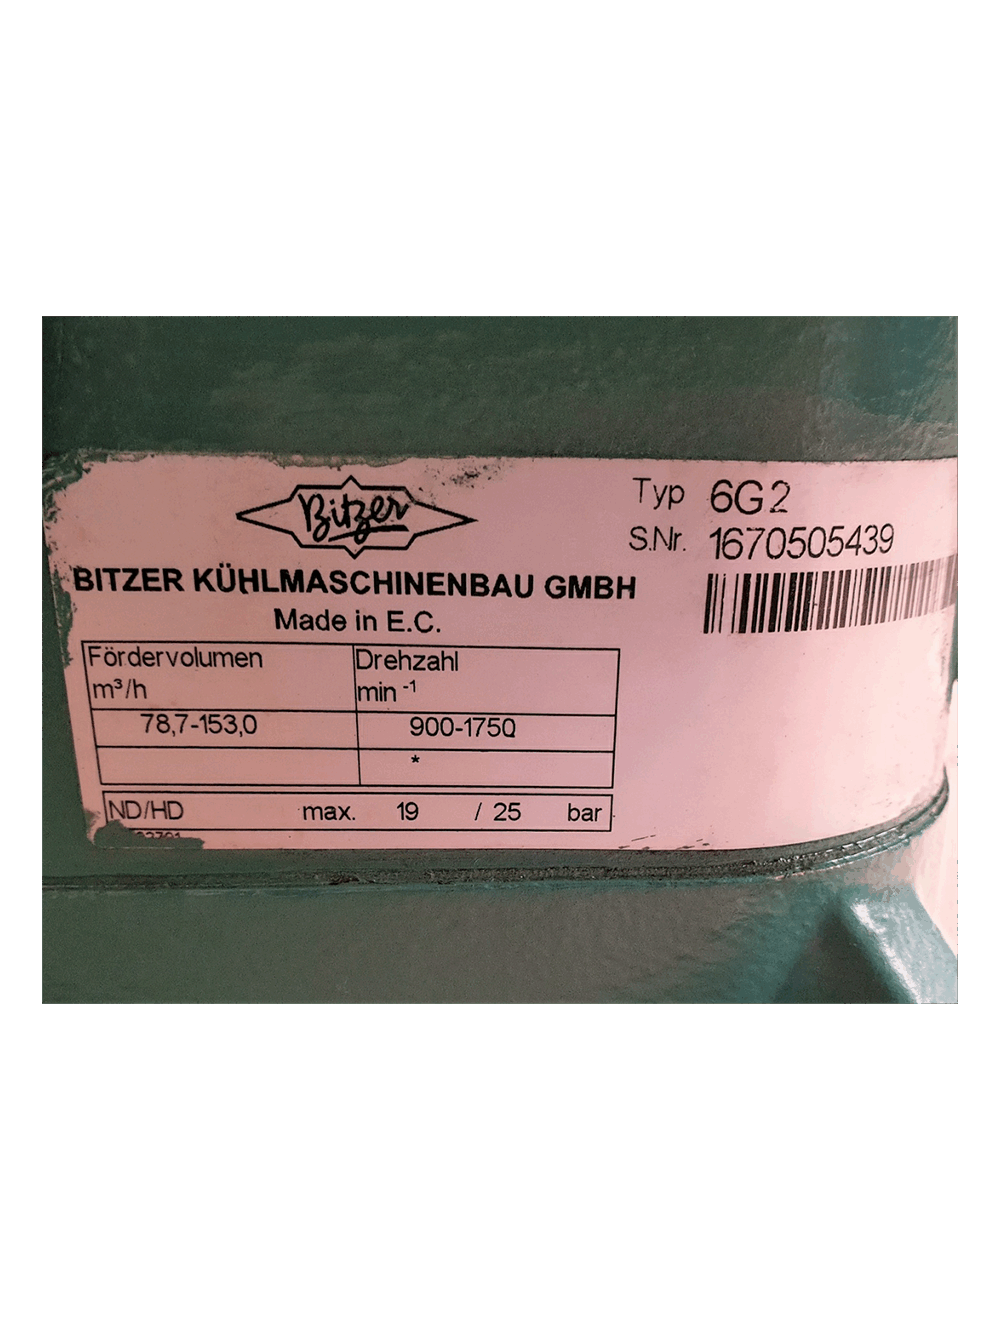 Bitzer
BITZER KÜHLMASCHINENBAU GMBH
Made in E.C.
Typ 6G2
S.Nr. 1670505439
Fördervolumen Drehzahl
m³/h min -1
78,7-153,0 900-1750
*
ND/HD max. 19 / 25 bar